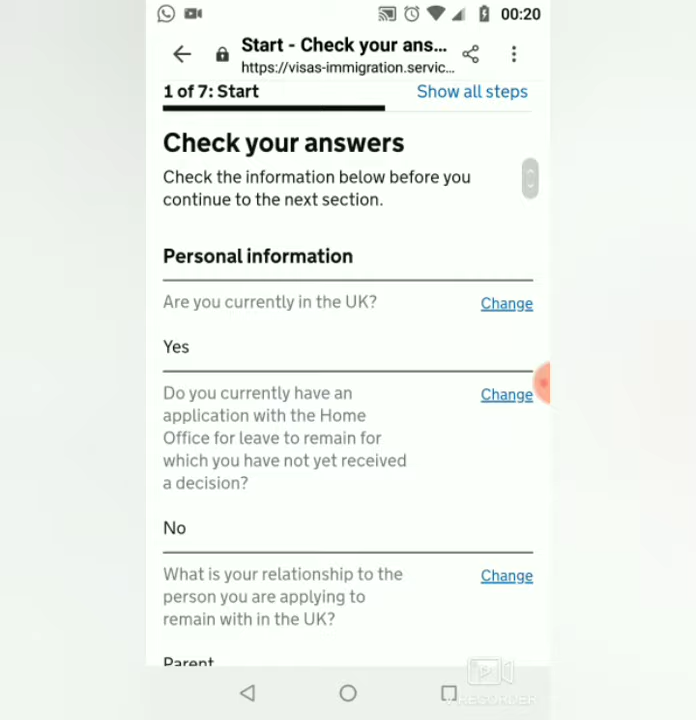 00:20
Start - Check your ans...
https://visas-immigration.servic...
1 of 7: Start
Show all steps
Check your answers
Check the information below before you
continue to the next section.
Personal information
Are you currently in the UK?
Change
Yes
Do you currently have an
Change
application with the Home
Office for leave to remain for
which you have not yet received
a decision?
No
What is your relationship to the
Change
person you are applying to
remain with in the UK?
Parent
V RECORDER